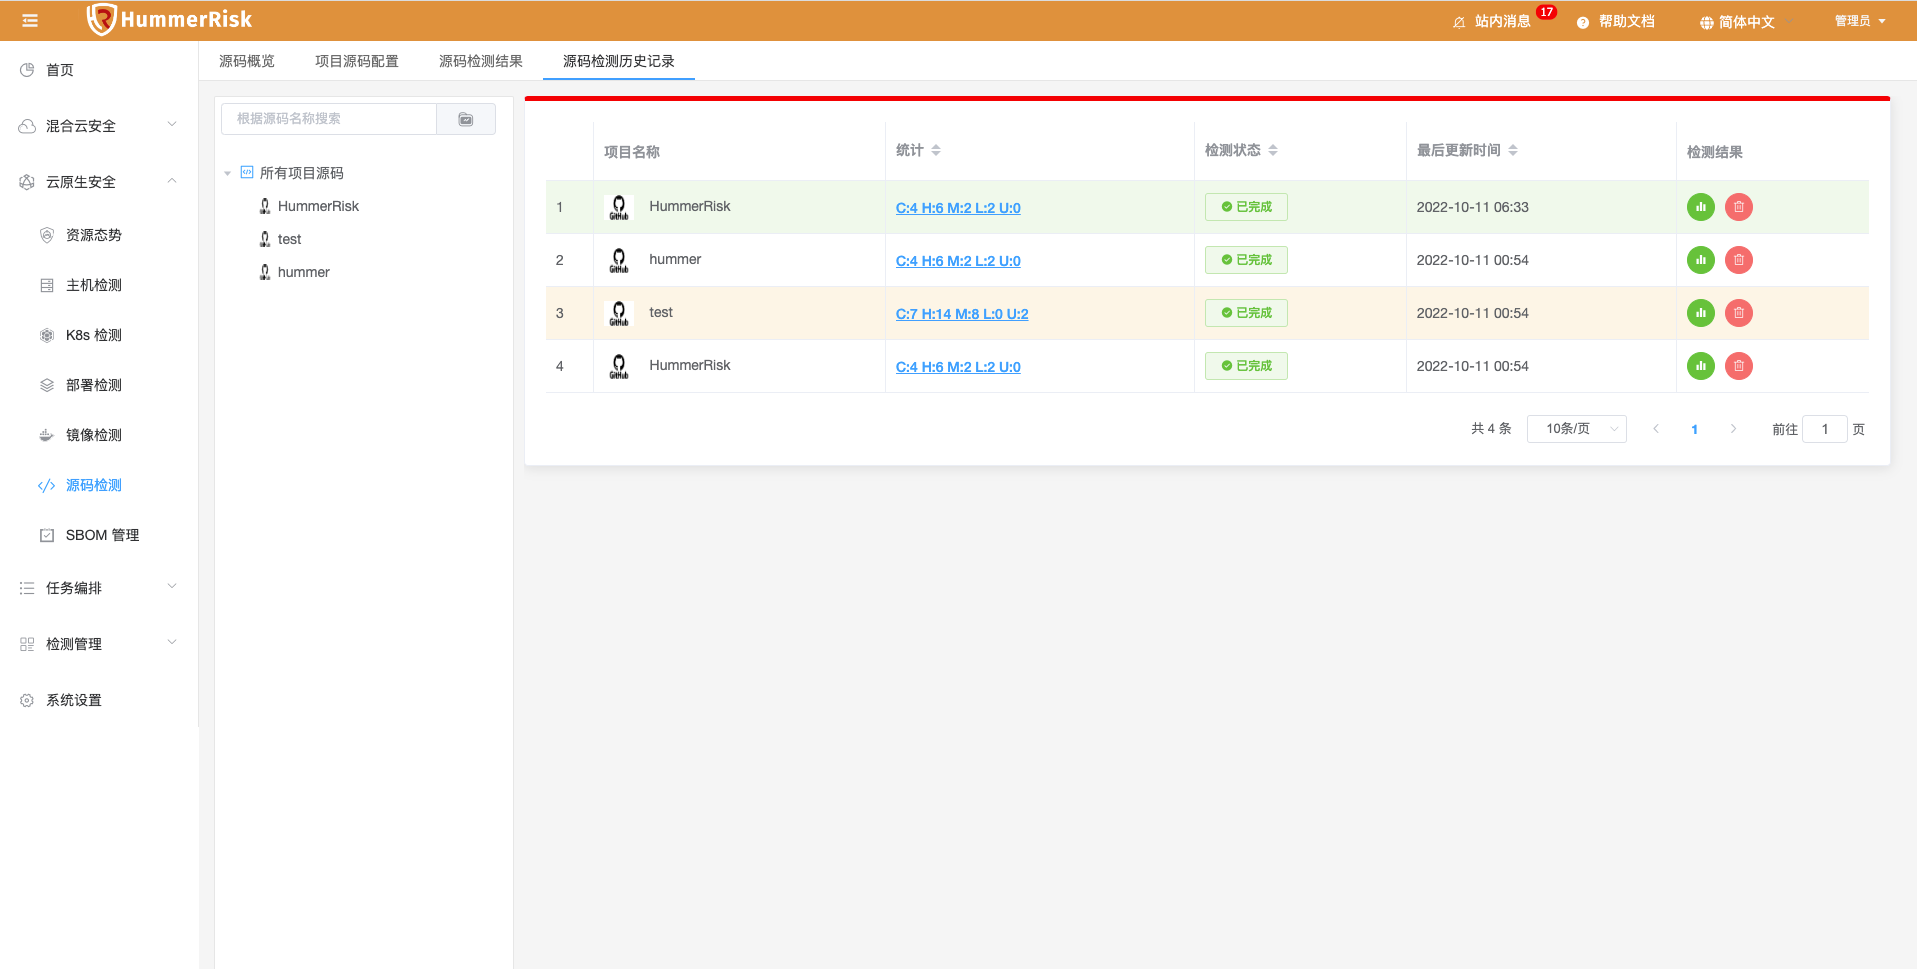 HummerRisk
站内消息 17
帮助文档
简体中文
管理员
首页
混合云安全
云原生安全
资源态势
主机检测
K8s 检测
部署检测
镜像检测
源码检测
SBOM 管理
任务编排
检测管理
系统设置
源码概览 项目源码配置 源码检测结果 源码检测历史记录
根据源码名称搜索
所有项目源码
HummerRisk
test
hummer
项目名称 统计 检测状态 最后更新时间 检测结果
1 GitHub HummerRisk C:4 H:6 M:2 L:2 U:0 已完成 2022-10-11 06:33
2 GitHub hummer C:4 H:6 M:2 L:2 U:0 已完成 2022-10-11 00:54
3 GitHub test C:7 H:14 M:8 L:0 U:2 已完成 2022-10-11 00:54
4 GitHub HummerRisk C:4 H:6 M:2 L:2 U:0 已完成 2022-10-11 00:54
共 4 条 10条/页 1 前往 1 页